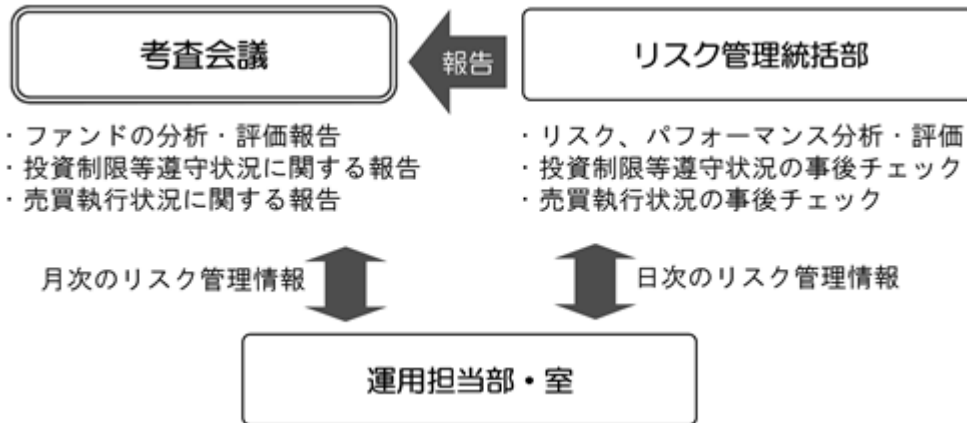 考査会議
報告
リスク管理統括部
・ファンドの分析・評価報告
・投資制限等遵守状況に関する報告
・売買執行状況に関する報告
・リスク、パフォーマンス分析・評価
・投資制限等遵守状況の事後チェック
・売買執行状況の事後チェック
月次のリスク管理情報
日次のリスク管理情報
運用担当部・室